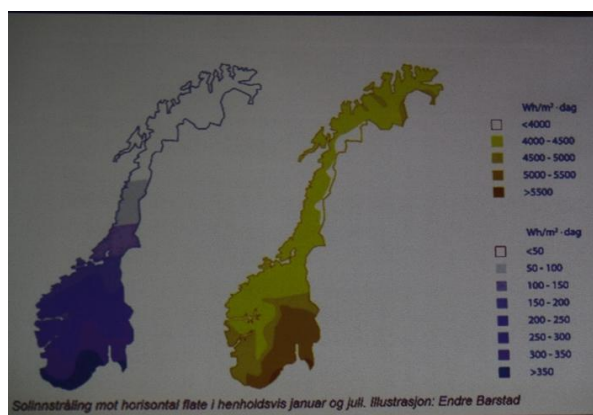 Wh/m²·dag
<4000
4000 - 4500
4500 - 5000
5000 - 5500
>5500
Wh/m²·dag
<50
50 - 100
100 - 150
150 - 200
200 - 250
250 - 300
300 - 350
>350
Solinnstråling mot horisontal flate i henholdsvis januar og juli. Illustrasjon: Endre Barstad